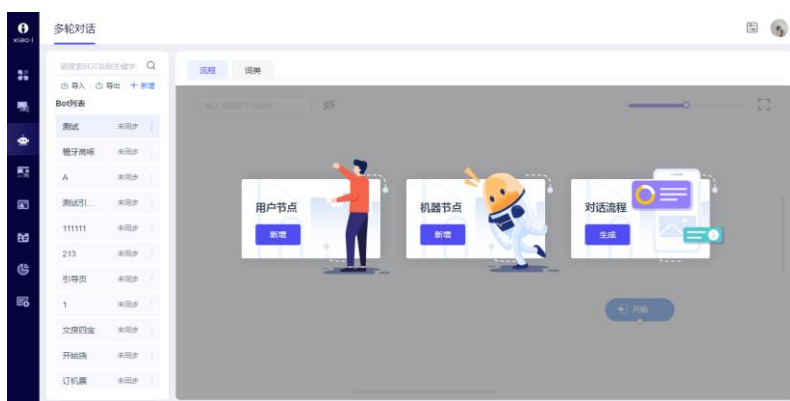 xiao·i
多轮对话
请搜索BOT名称关键字
导入 导出 + 新增
Bot列表
测试 未同步
未同步
A 未同步
测试引... 未同步
111111 未同步
213 未同步
引导页 未同步
1 未同步
文房四宝 未同步
开始挠 未同步
订机票 未同步
流程 词类
用户节点
新增
机器节点
新增
对话流程
生成
开始